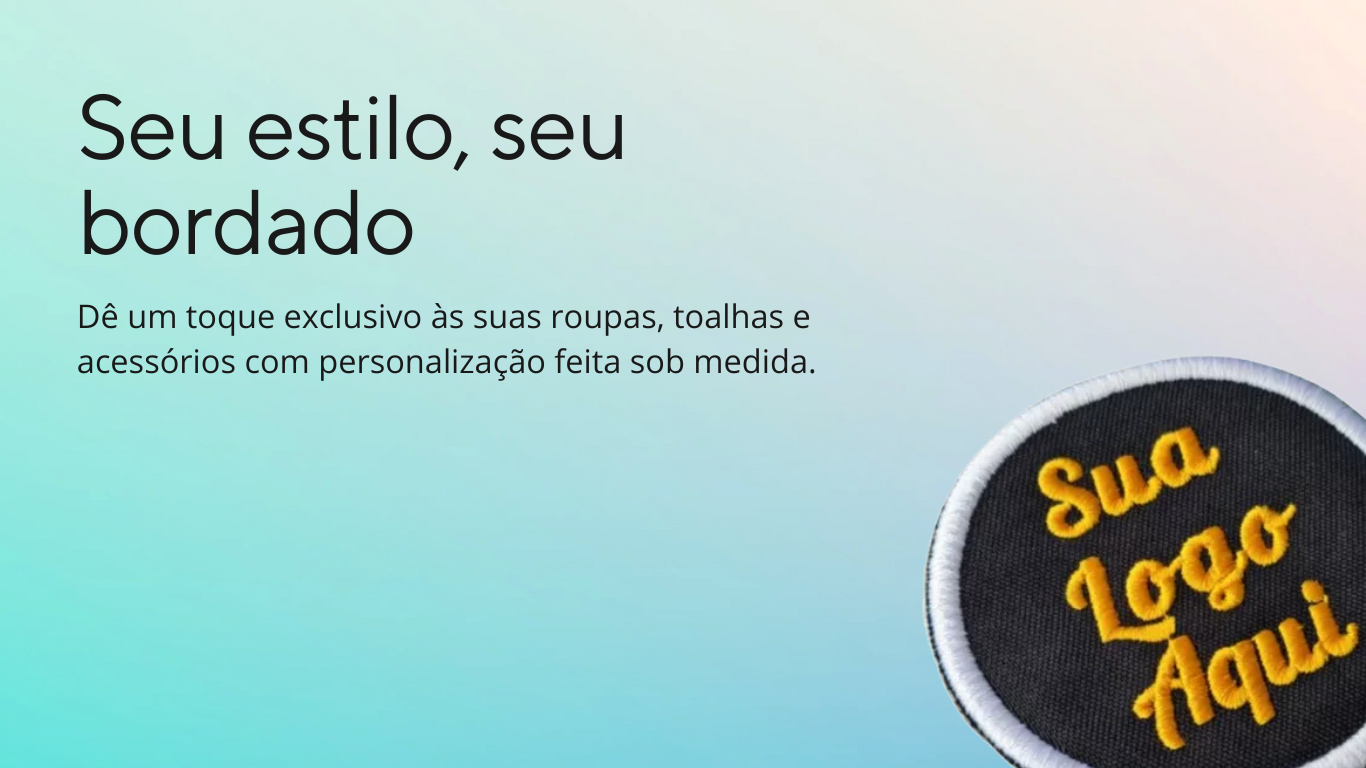 Seu estilo, seu
bordado
Dê um toque exclusivo às suas roupas, toalhas e
acessórios com personalização feita sob medida.
Sua
Logo
Aqui